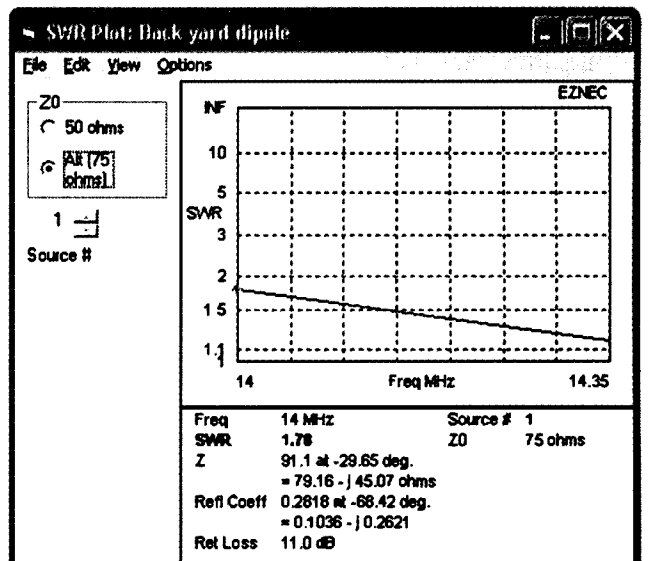 SWR Plot: Back yard dipole
File Edit View Options
Z0
50 ohms
Alt (75
ohms)
1
Source #
EZNEC
INF
10
5
SWR
3
2
1.5
1.1
1
14 Freq MHz 14.35
Freq 14 MHz Source # 1
SWR 1.78 Z0 75 ohms
Z 91.1 at -29.65 deg.
= 79.16 - j 45.07 ohms
Refl Coeff 0.2818 at -68.42 deg.
= 0.1036 - j 0.2621
Ret Loss 11.0 dB